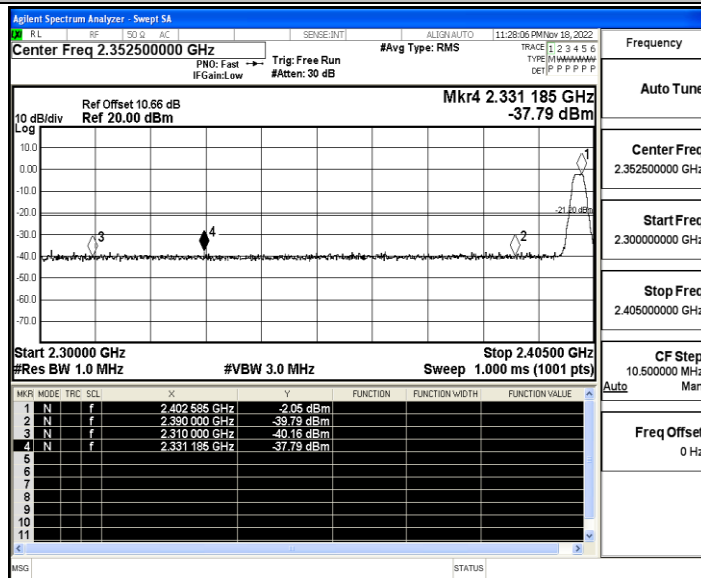 Agilent Spectrum Analyzer - Swept SA
RL RF 50 Ω AC SENSE:INT ALIGN AUTO 11:28:06 PM Nov 18, 2022
Center Freq 2.352500000 GHz
PNO: Fast
IFGain:Low
Trig: Free Run
#Atten: 30 dB
#Avg Type: RMS
TRACE 1 2 3 4 5 6
TYPE M W W W W W
DET P P P P P P
Ref Offset 10.66 dB
10 dB/div Ref 20.00 dBm
Log
Mkr4 2.331 185 GHz
-37.79 dBm
10.0
0.00
-10.0
-20.0
-30.0
-40.0
-50.0
-60.0
-70.0
1
-21.20 dBm
2
3
4
Start 2.30000 GHz Stop 2.40500 GHz
#Res BW 1.0 MHz #VBW 3.0 MHz Sweep 1.000 ms (1001 pts)
MKR MODE TRC SCL X Y FUNCTION FUNCTION WIDTH FUNCTION VALUE
1 N f 2.402 585 GHz -2.05 dBm
2 N f 2.390 000 GHz -39.79 dBm
3 N f 2.310 000 GHz -40.16 dBm
4 N f 2.331 185 GHz -37.79 dBm
5
6
7
8
9
10
11
MSG STATUS
Frequency
Auto Tune
Center Freq
2.352500000 GHz
Start Freq
2.300000000 GHz
Stop Freq
2.405000000 GHz
CF Step
10.500000 MHz
Auto Man
Freq Offset
0 Hz